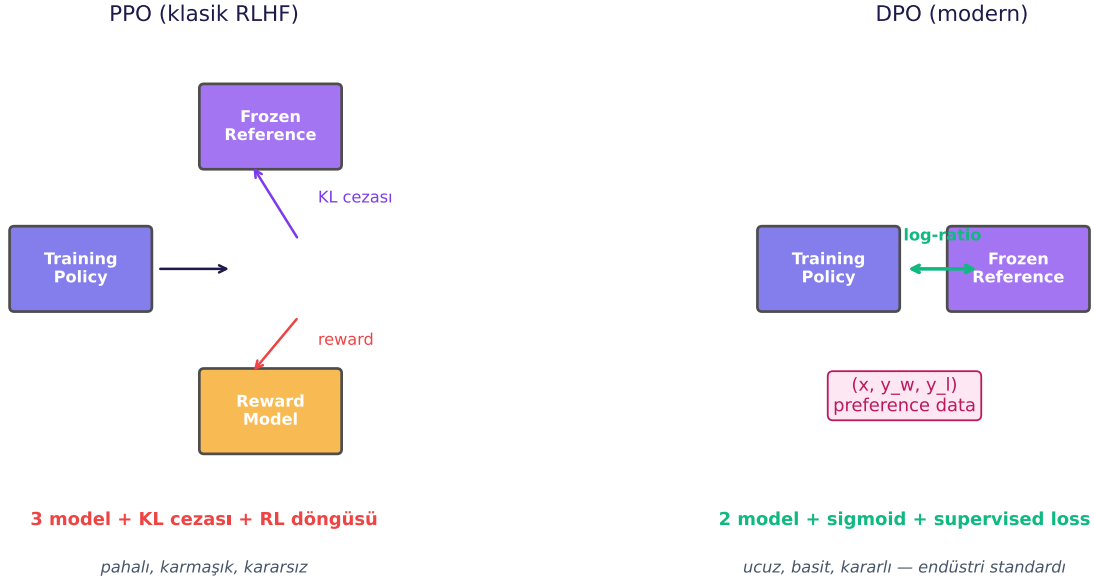 PPO (klasik RLHF)
Frozen
Reference
KL cezası
Training
Policy
reward
Reward
Model
3 model + KL cezası + RL döngüsü
pahalı, karmaşık, kararsız
DPO (modern)
log-ratio
Training
Policy
Frozen
Reference
(x, y_w, y_l)
preference data
2 model + sigmoid + supervised loss
ucuz, basit, kararlı — endüstri standardı